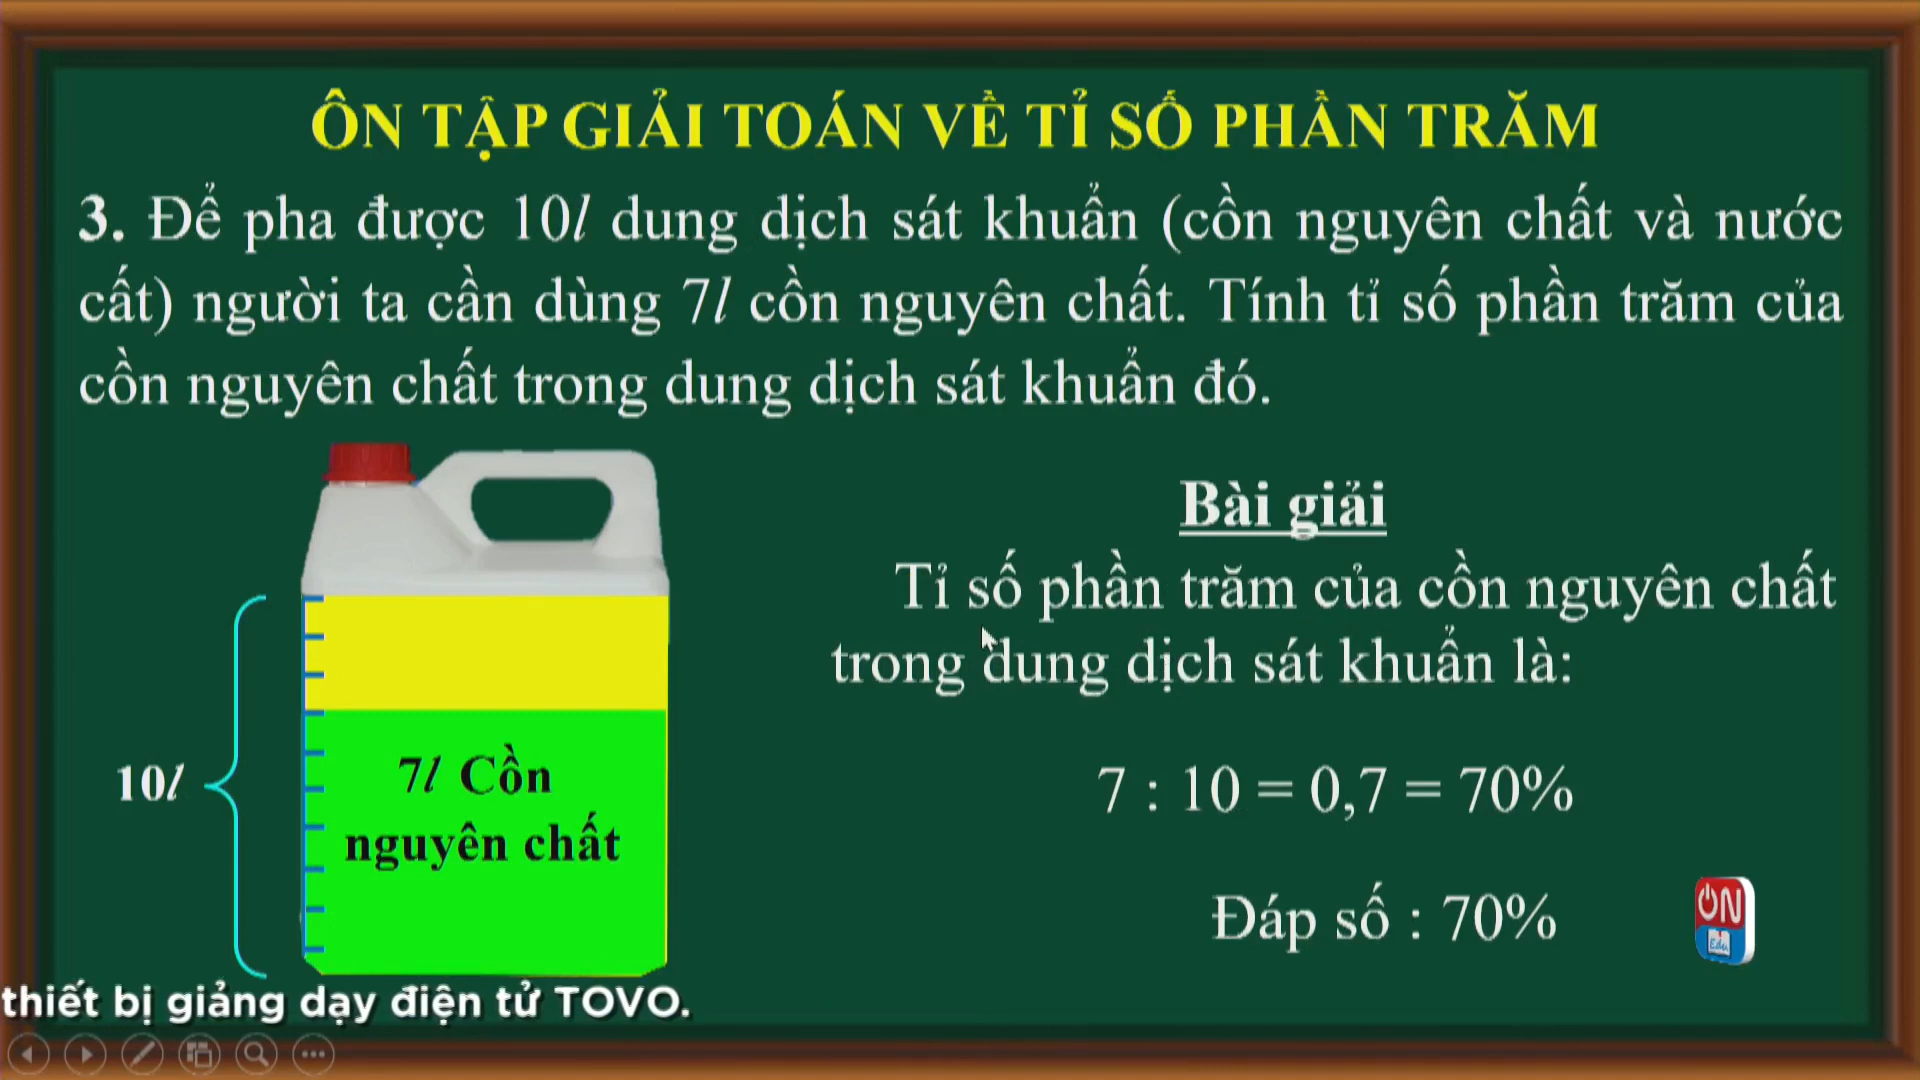 ÔN TẬP GIẢI TOÁN VỀ TỈ SỐ PHẦN TRĂM
3. Để pha được 10l dung dịch sát khuẩn (cồn nguyên chất và nước
cất) người ta cần dùng 7l cồn nguyên chất. Tính tỉ số phần trăm của
cồn nguyên chất trong dung dịch sát khuẩn đó.
Bài giải
Tỉ số phần trăm của cồn nguyên chất
trong dung dịch sát khuẩn là:
7 : 10 = 0,7 = 70%
Đáp số : 70%
10l
7l Cồn
nguyên chất
ON
Edu
thiết bị giảng dạy điện tử TOVO.